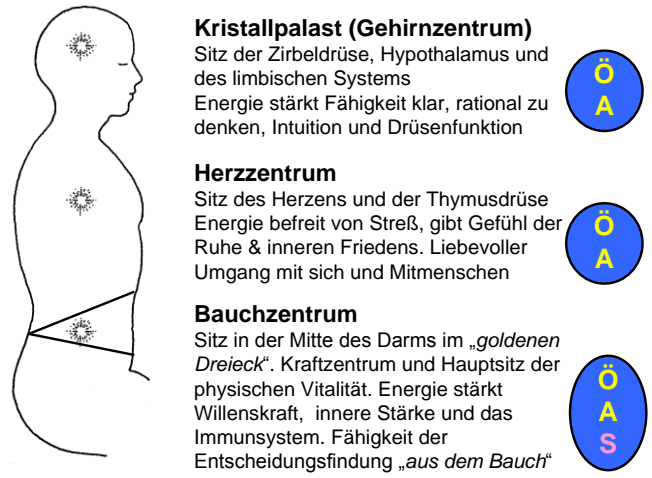 Kristallpalast (Gehirnzentrum)
Sitz der Zirbeldrüse, Hypothalamus und
des limbischen Systems
Energie stärkt Fähigkeit klar, rational zu
denken, Intuition und Drüsenfunktion
Ö
A
Herzzentrum
Sitz des Herzens und der Thymusdrüse
Energie befreit von Streß, gibt Gefühl der
Ruhe & inneren Friedens. Liebevoller
Umgang mit sich und Mitmenschen
Ö
A
Bauchzentrum
Sitz in der Mitte des Darms im „goldenen
Dreieck“. Kraftzentrum und Hauptsitz der
physischen Vitalität. Energie stärkt
Willenskraft, innere Stärke und das
Immunsystem. Fähigkeit der
Entscheidungsfindung „aus dem Bauch“
Ö
A
S